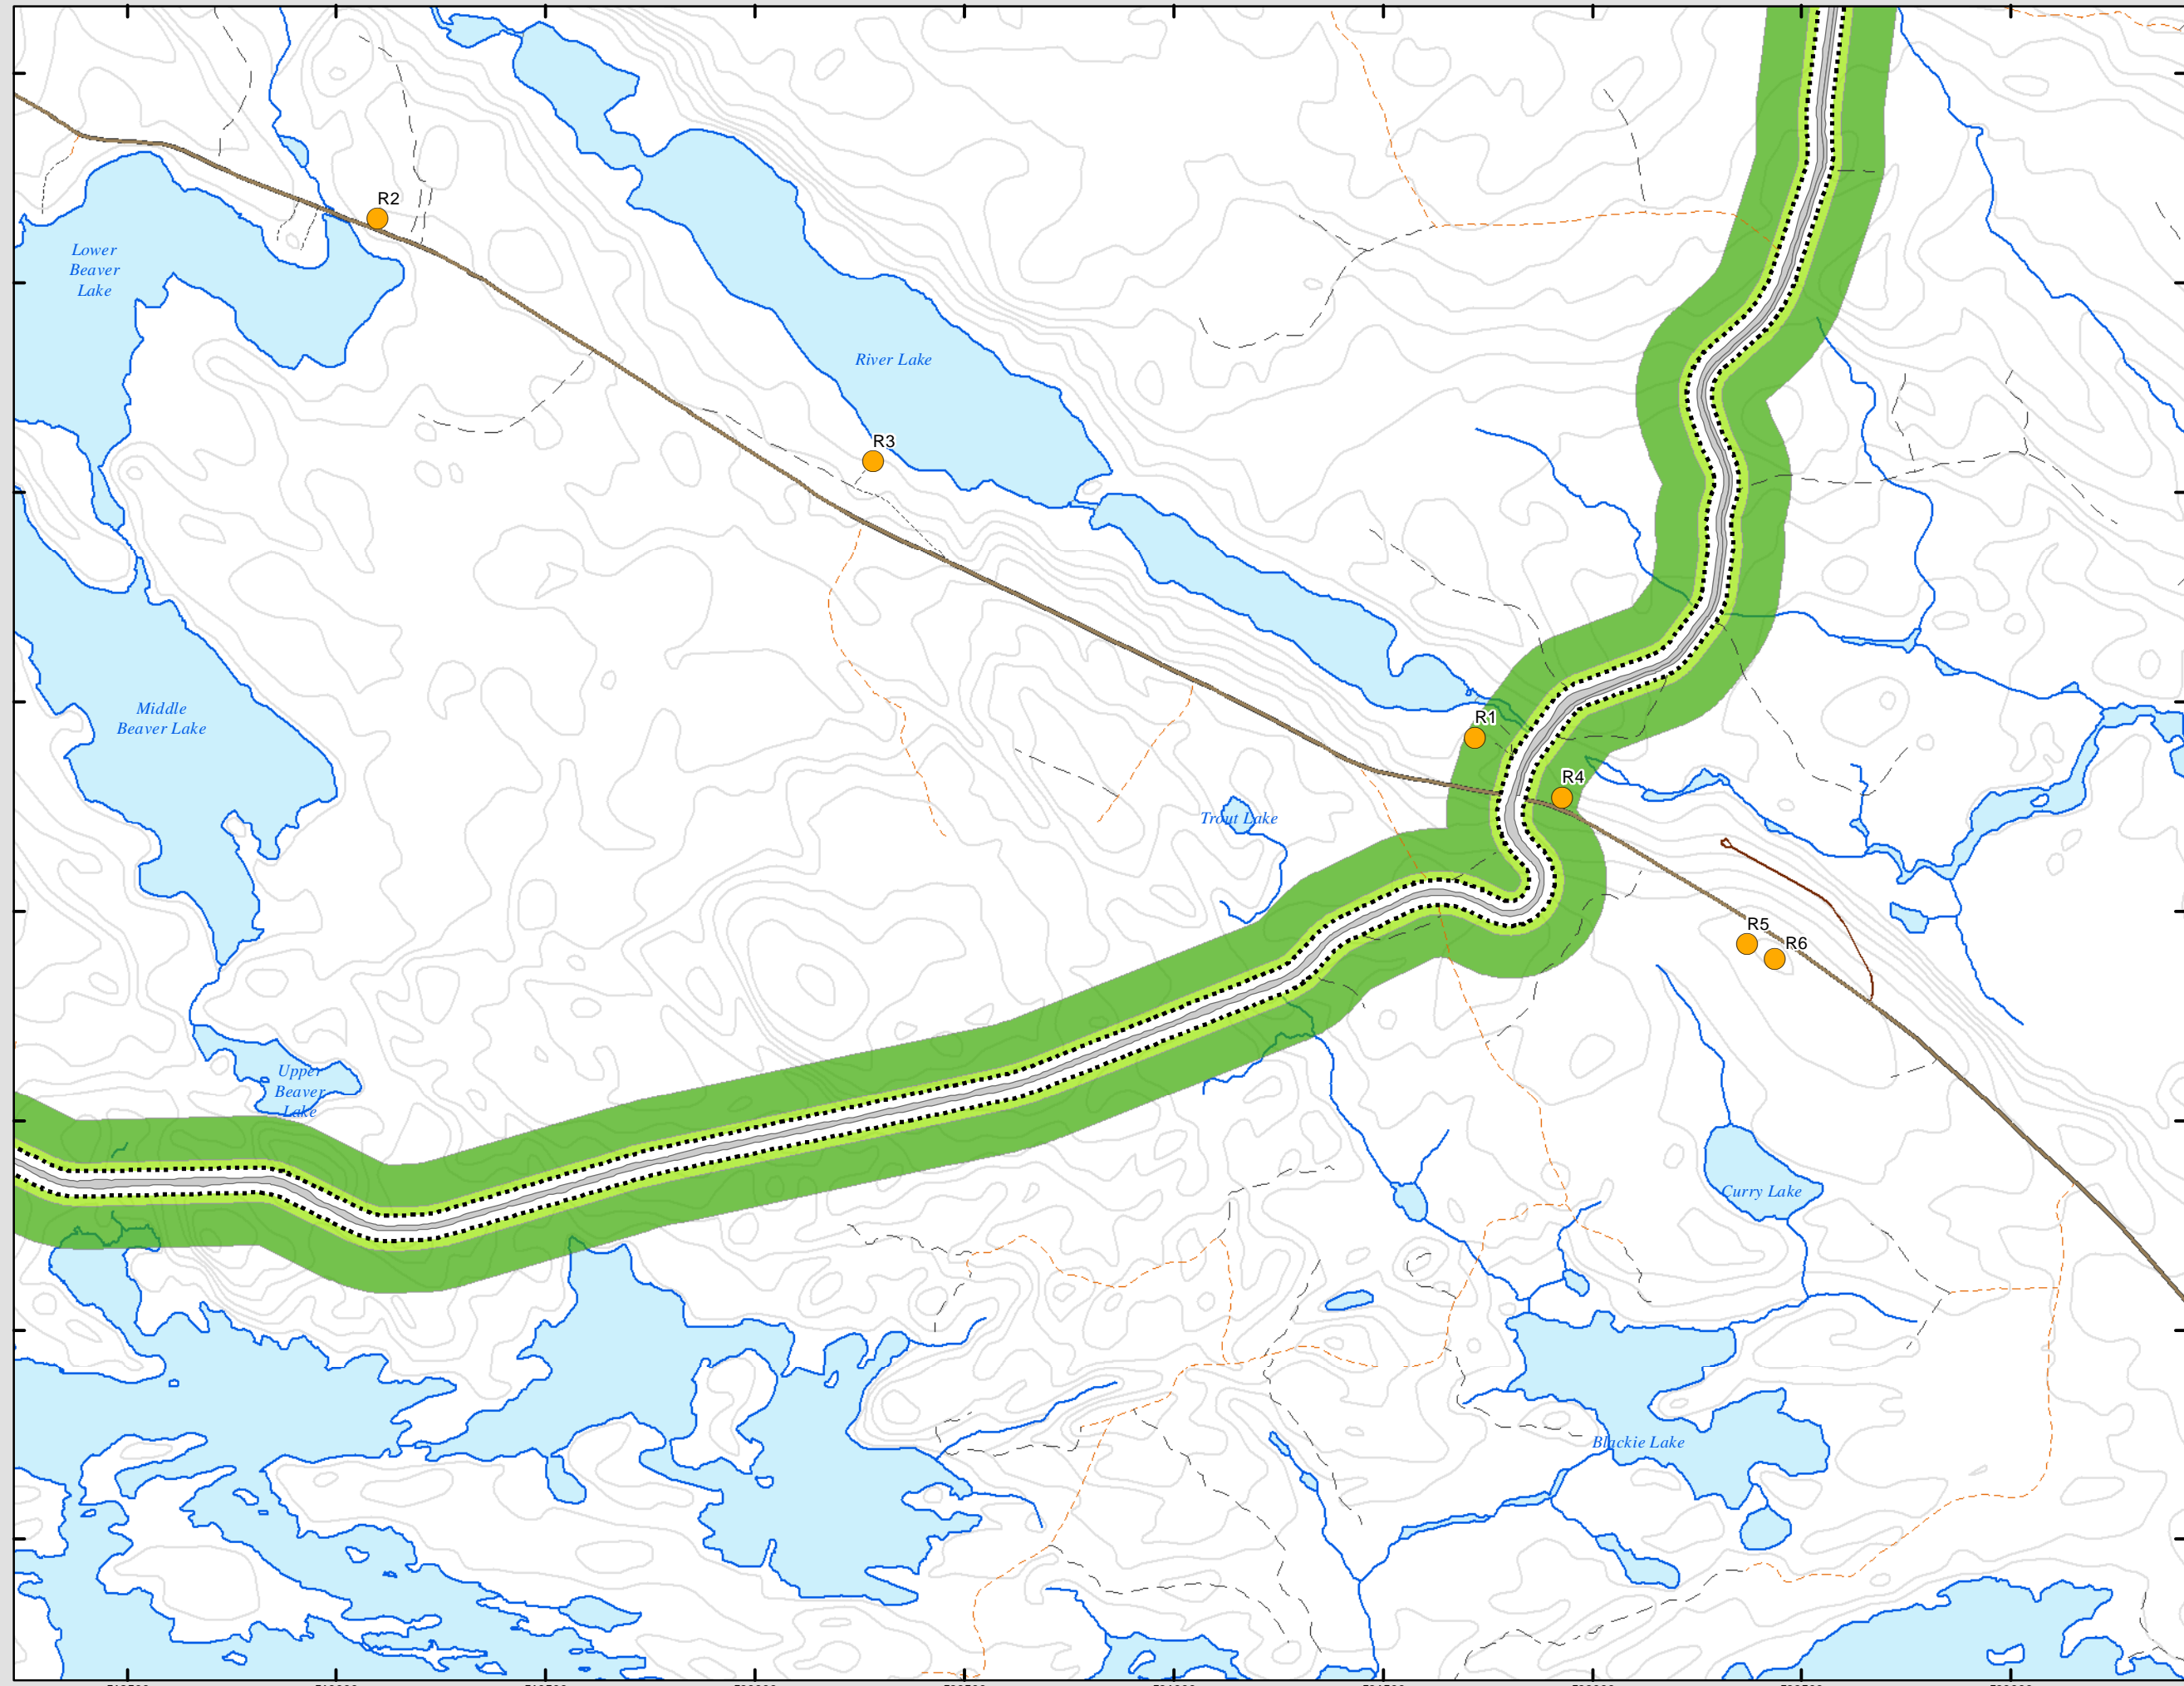 R2
Lower
Beaver
Lake
River Lake
R3
Middle
Beaver Lake
R1
R4
Trout Lake
R5
R6
Upper
Beaver
Lake
Curry Lake
Blackie Lake